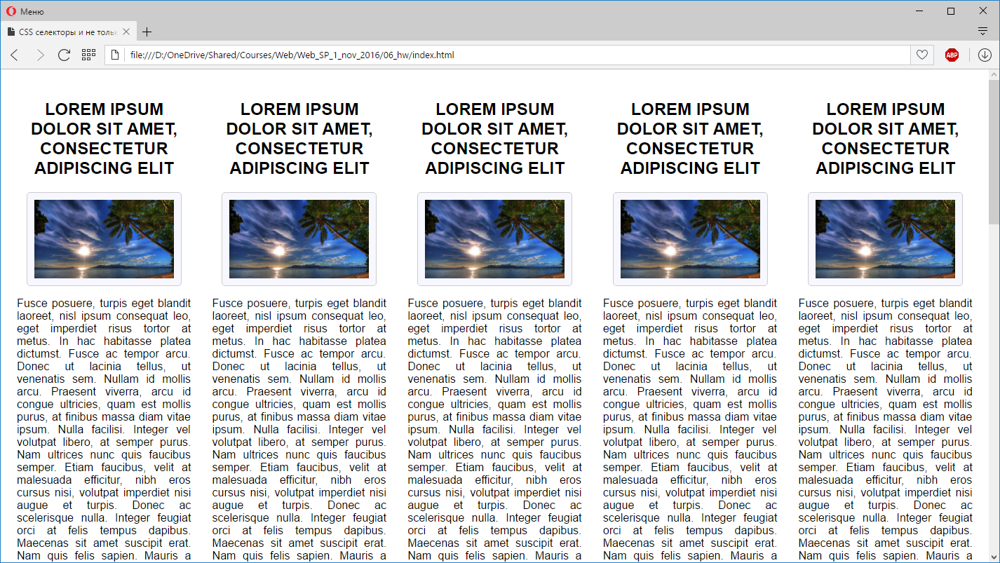 Меню
CSS селекторы и не тольк
file:///D:/OneDrive/Shared/Courses/Web/Web_SP_1_nov_2016/06_hw/index.html
ABP
LOREM IPSUM
DOLOR SIT AMET,
CONSECTETUR
ADIPISCING ELIT
Fusce posuere, turpis eget blandit
laoreet, nisl ipsum consequat leo,
eget imperdiet risus tortor at
metus. In hac habitasse platea
dictumst. Fusce ac tempor arcu.
Donec ut lacinia tellus, ut
venenatis sem. Nullam id mollis
arcu. Praesent viverra, arcu id
congue ultricies, quam est mollis
purus, at finibus massa diam vitae
ipsum. Nulla facilisi. Integer vel
volutpat libero, at semper purus.
Nam ultrices nunc quis faucibus
semper. Etiam faucibus, velit at
malesuada efficitur, nibh eros
cursus nisi, volutpat imperdiet nisi
augue et turpis. Donec ac
scelerisque nulla. Integer feugiat
orci at felis tempus dapibus.
Maecenas sit amet suscipit erat.
Nam quis felis sapien. Mauris a
LOREM IPSUM
DOLOR SIT AMET,
CONSECTETUR
ADIPISCING ELIT
Fusce posuere, turpis eget blandit
laoreet, nisl ipsum consequat leo,
eget imperdiet risus tortor at
metus. In hac habitasse platea
dictumst. Fusce ac tempor arcu.
Donec ut lacinia tellus, ut
venenatis sem. Nullam id mollis
arcu. Praesent viverra, arcu id
congue ultricies, quam est mollis
purus, at finibus massa diam vitae
ipsum. Nulla facilisi. Integer vel
volutpat libero, at semper purus.
Nam ultrices nunc quis faucibus
semper. Etiam faucibus, velit at
malesuada efficitur, nibh eros
cursus nisi, volutpat imperdiet nisi
augue et turpis. Donec ac
scelerisque nulla. Integer feugiat
orci at felis tempus dapibus.
Maecenas sit amet suscipit erat.
Nam quis felis sapien. Mauris a
LOREM IPSUM
DOLOR SIT AMET,
CONSECTETUR
ADIPISCING ELIT
Fusce posuere, turpis eget blandit
laoreet, nisl ipsum consequat leo,
eget imperdiet risus tortor at
metus. In hac habitasse platea
dictumst. Fusce ac tempor arcu.
Donec ut lacinia tellus, ut
venenatis sem. Nullam id mollis
arcu. Praesent viverra, arcu id
congue ultricies, quam est mollis
purus, at finibus massa diam vitae
ipsum. Nulla facilisi. Integer vel
volutpat libero, at semper purus.
Nam ultrices nunc quis faucibus
semper. Etiam faucibus, velit at
malesuada efficitur, nibh eros
cursus nisi, volutpat imperdiet nisi
augue et turpis. Donec ac
scelerisque nulla. Integer feugiat
orci at felis tempus dapibus.
Maecenas sit amet suscipit erat.
Nam quis felis sapien. Mauris a
LOREM IPSUM
DOLOR SIT AMET,
CONSECTETUR
ADIPISCING ELIT
Fusce posuere, turpis eget blandit
laoreet, nisl ipsum consequat leo,
eget imperdiet risus tortor at
metus. In hac habitasse platea
dictumst. Fusce ac tempor arcu.
Donec ut lacinia tellus, ut
venenatis sem. Nullam id mollis
arcu. Praesent viverra, arcu id
congue ultricies, quam est mollis
purus, at finibus massa diam vitae
ipsum. Nulla facilisi. Integer vel
volutpat libero, at semper purus.
Nam ultrices nunc quis faucibus
semper. Etiam faucibus, velit at
malesuada efficitur, nibh eros
cursus nisi, volutpat imperdiet nisi
augue et turpis. Donec ac
scelerisque nulla. Integer feugiat
orci at felis tempus dapibus.
Maecenas sit amet suscipit erat.
Nam quis felis sapien. Mauris a
LOREM IPSUM
DOLOR SIT AMET,
CONSECTETUR
ADIPISCING ELIT
Fusce posuere, turpis eget blandit
laoreet, nisl ipsum consequat leo,
eget imperdiet risus tortor at
metus. In hac habitasse platea
dictumst. Fusce ac tempor arcu.
Donec ut lacinia tellus, ut
venenatis sem. Nullam id mollis
arcu. Praesent viverra, arcu id
congue ultricies, quam est mollis
purus, at finibus massa diam vitae
ipsum. Nulla facilisi. Integer vel
volutpat libero, at semper purus.
Nam ultrices nunc quis faucibus
semper. Etiam faucibus, velit at
malesuada efficitur, nibh eros
cursus nisi, volutpat imperdiet nisi
augue et turpis. Donec ac
scelerisque nulla. Integer feugiat
orci at felis tempus dapibus.
Maecenas sit amet suscipit erat.
Nam quis felis sapien. Mauris a